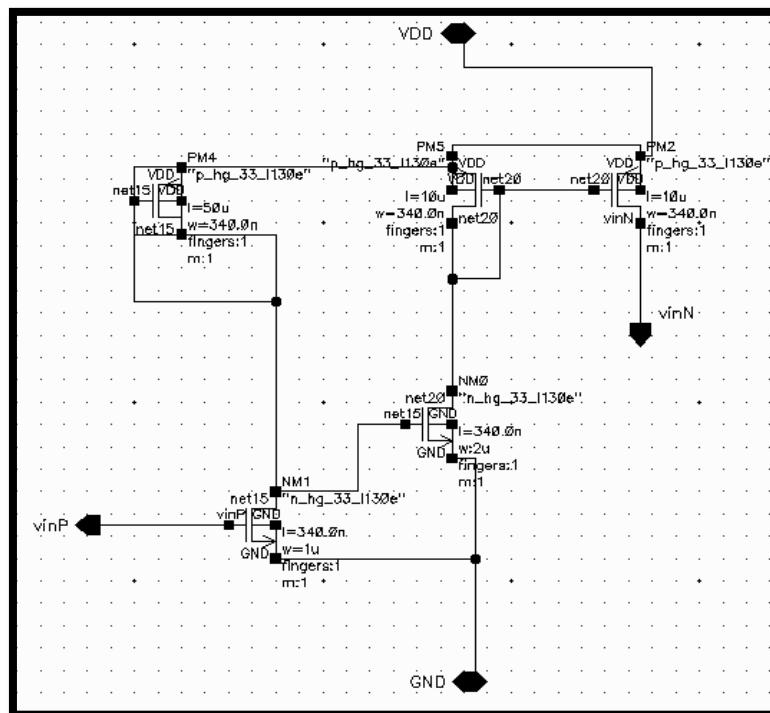 VDD
PM4
"p_hg_33_l130e"
VDD
net15
VDD
l=50u
net15
w=340.0n
fingers:1
m:1
PM5
"p_hg_33_l130e"
VDD
VDD
net20
l=10u
w=340.0n
net20
fingers:1
m:1
PM2
"p_hg_33_l130e"
VDD
net20
VDD
l=10u
w=340.0n
vinN
fingers:1
m:1
vinN
NM0
net20
"n_hg_33_l130e"
net15
GND
l=340.0n
GND
w:2u
fingers:1
m:1
NM1
net15
"n_hg_33_l130e"
vinP
vinP
GND
l=340.0n
GND
w=1u
fingers:1
m:1
GND